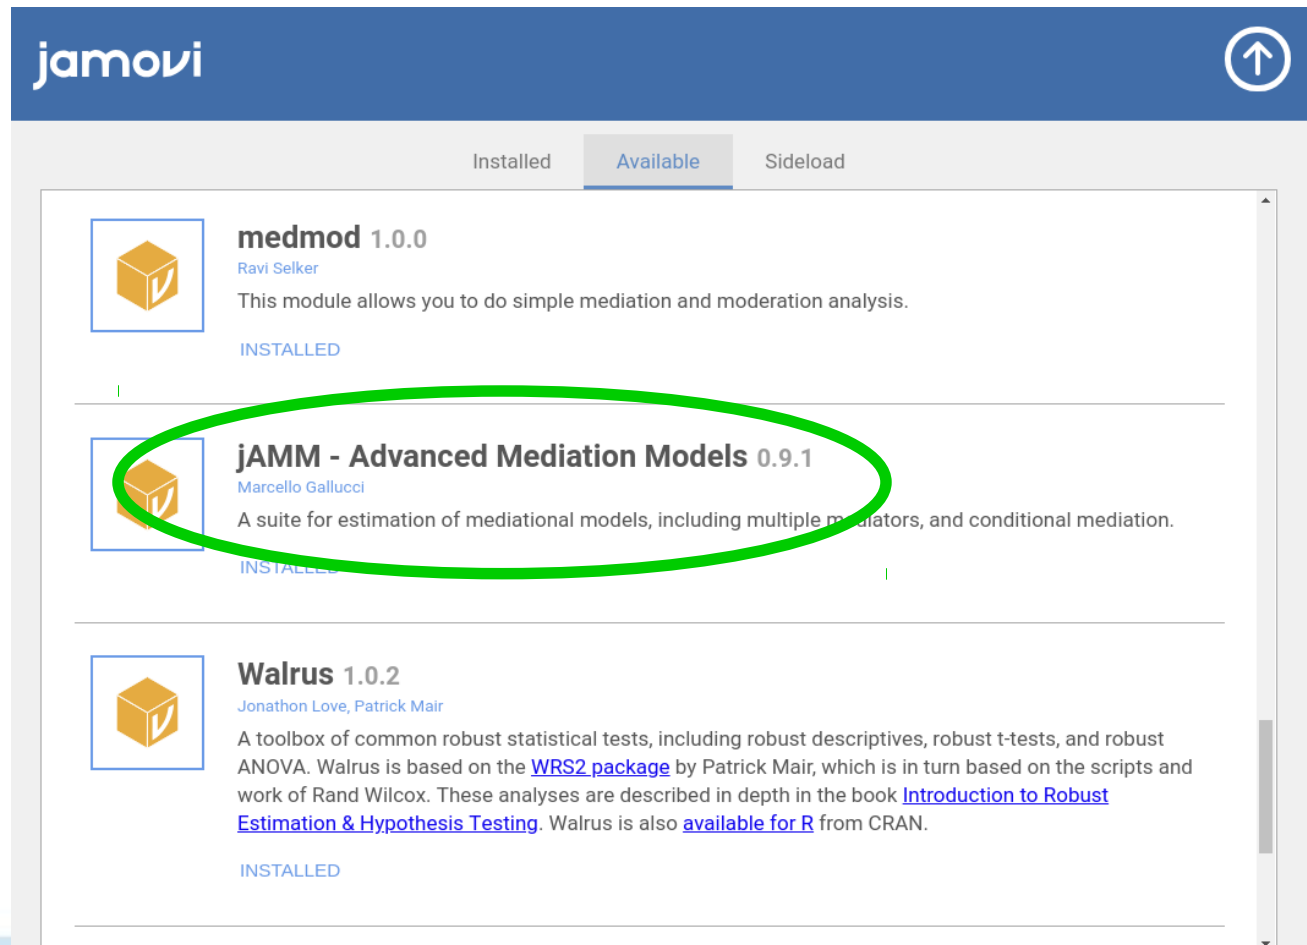 jamovi
Installed Available Sideload
medmod 1.0.0
Ravi Selker
This module allows you to do simple mediation and moderation analysis.
INSTALLED
jAMM - Advanced Mediation Models 0.9.1
Marcello Gallucci
A suite for estimation of mediational models, including multiple mediators, and conditional mediation.
INSTALLED
Walrus 1.0.2
Jonathon Love, Patrick Mair
A toolbox of common robust statistical tests, including robust descriptives, robust t-tests, and robust
ANOVA. Walrus is based on the WRS2 package by Patrick Mair, which is in turn based on the scripts and
work of Rand Wilcox. These analyses are described in depth in the book Introduction to Robust
Estimation & Hypothesis Testing. Walrus is also available for R from CRAN.
INSTALLED